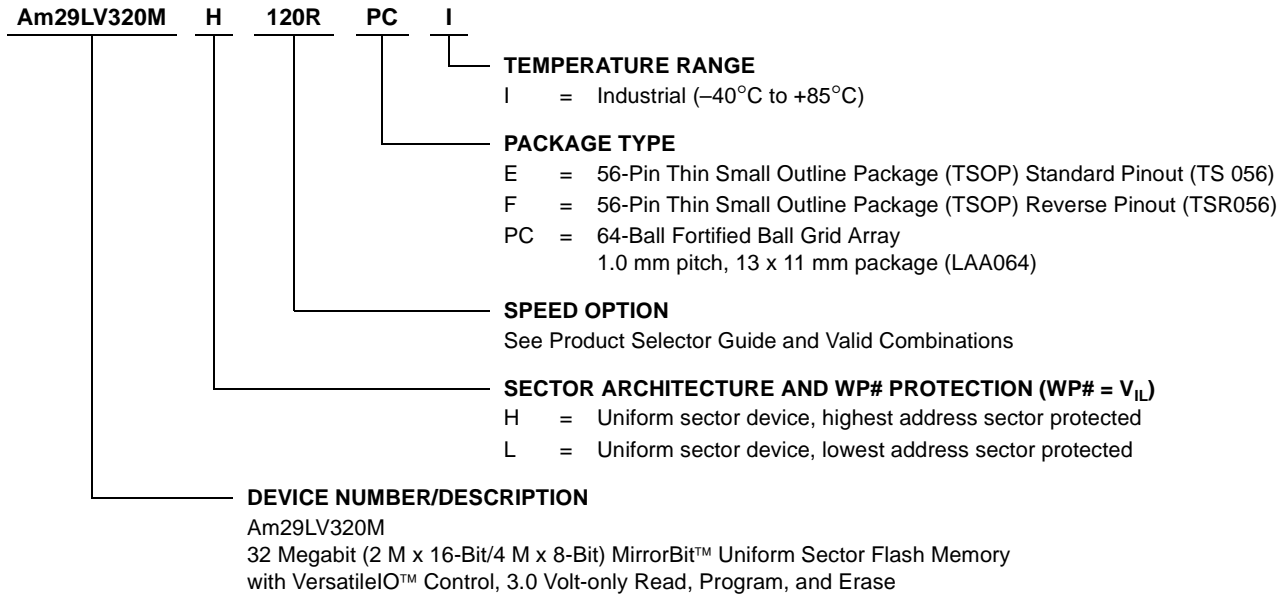 Am29LV320M H 120R PC I
TEMPERATURE RANGE
I = Industrial (–40°C to +85°C)
PACKAGE TYPE
E = 56-Pin Thin Small Outline Package (TSOP) Standard Pinout (TS 056)
F = 56-Pin Thin Small Outline Package (TSOP) Reverse Pinout (TSR056)
PC = 64-Ball Fortified Ball Grid Array
1.0 mm pitch, 13 x 11 mm package (LAA064)
SPEED OPTION
See Product Selector Guide and Valid Combinations
SECTOR ARCHITECTURE AND WP# PROTECTION (WP# = VIL)
H = Uniform sector device, highest address sector protected
L = Uniform sector device, lowest address sector protected
DEVICE NUMBER/DESCRIPTION
Am29LV320M
32 Megabit (2 M x 16-Bit/4 M x 8-Bit) MirrorBit™ Uniform Sector Flash Memory
with VersatileIO™ Control, 3.0 Volt-only Read, Program, and Erase